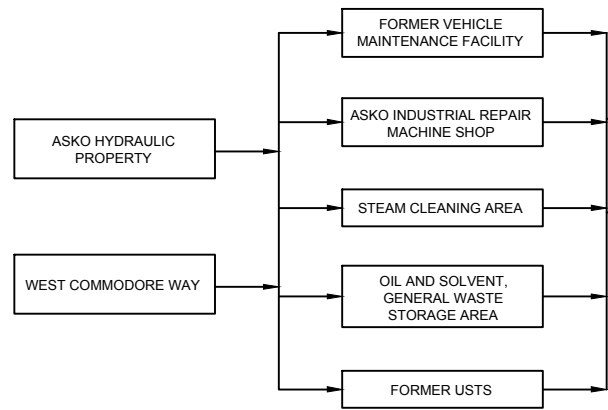 ASKO HYDRAULIC
PROPERTY
WEST COMMODORE WAY
FORMER VEHICLE
MAINTENANCE FACILITY
ASKO INDUSTRIAL REPAIR
MACHINE SHOP
STEAM CLEANING AREA
OIL AND SOLVENT,
GENERAL WASTE
STORAGE AREA
FORMER USTS